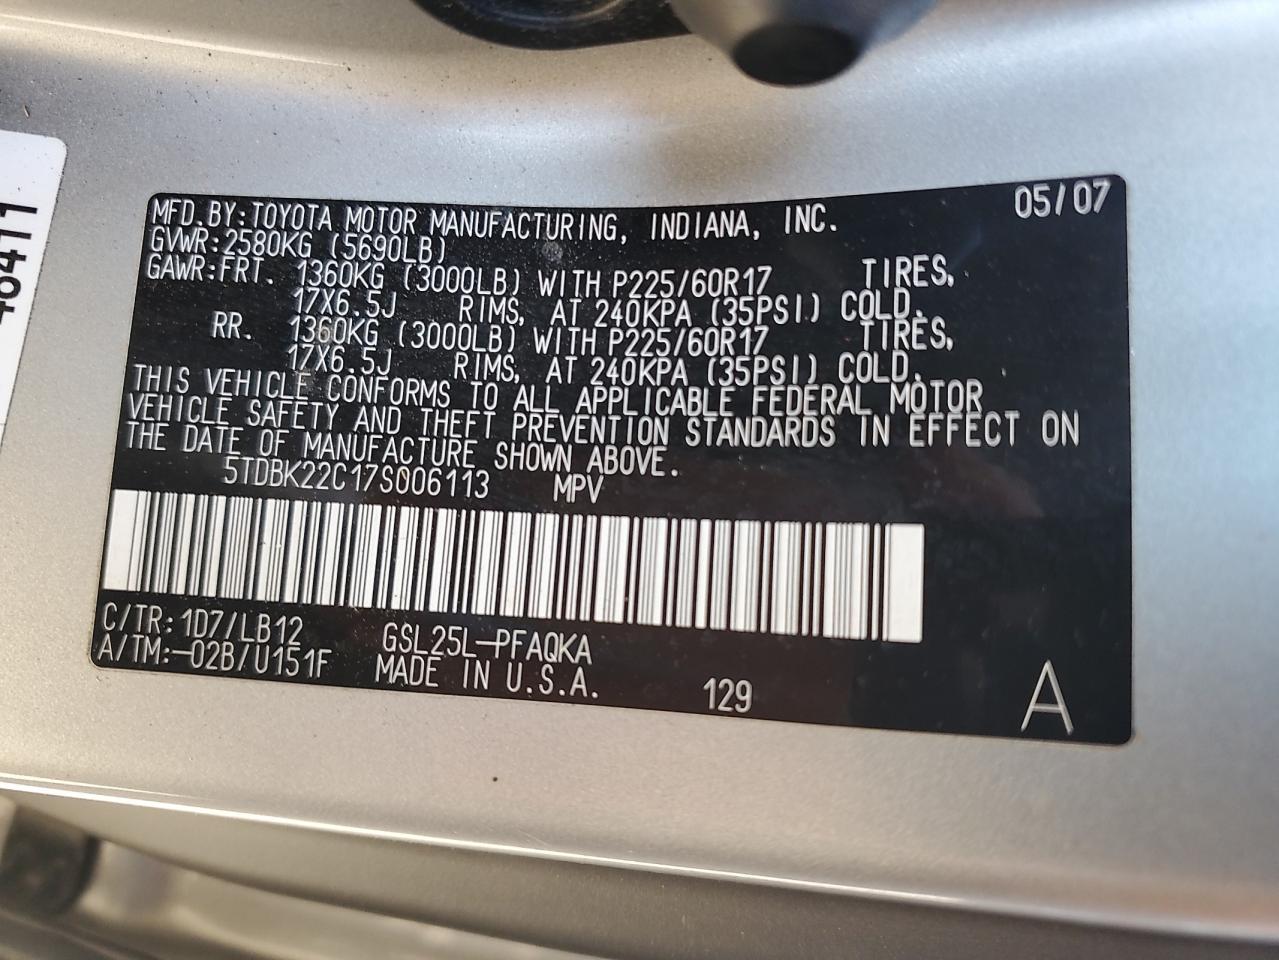 48411
05/07
MFD. BY: TOYOTA MOTOR MANUFACTURING, INDIANA, INC.
GVWR: 2580KG (5690LB)
GAWR: FRT. 1360KG (3000LB) WITH P225/60R17 TIRES,
17X6.5J RIMS, AT 240KPA (35PSI) COLD.
RR. 1360KG (3000LB) WITH P225/60R17 TIRES,
17X6.5J RIMS, AT 240KPA (35PSI) COLD.
THIS VEHICLE CONFORMS TO ALL APPLICABLE FEDERAL MOTOR
VEHICLE SAFETY AND THEFT PREVENTION STANDARDS IN EFFECT ON
THE DATE OF MANUFACTURE SHOWN ABOVE.
5TDBK22C17S006113 MPV
C/TR: 1D7/LB12 GSL25L-PFAQKA
A/TM:-02B/U151F MADE IN U.S.A. 129 A